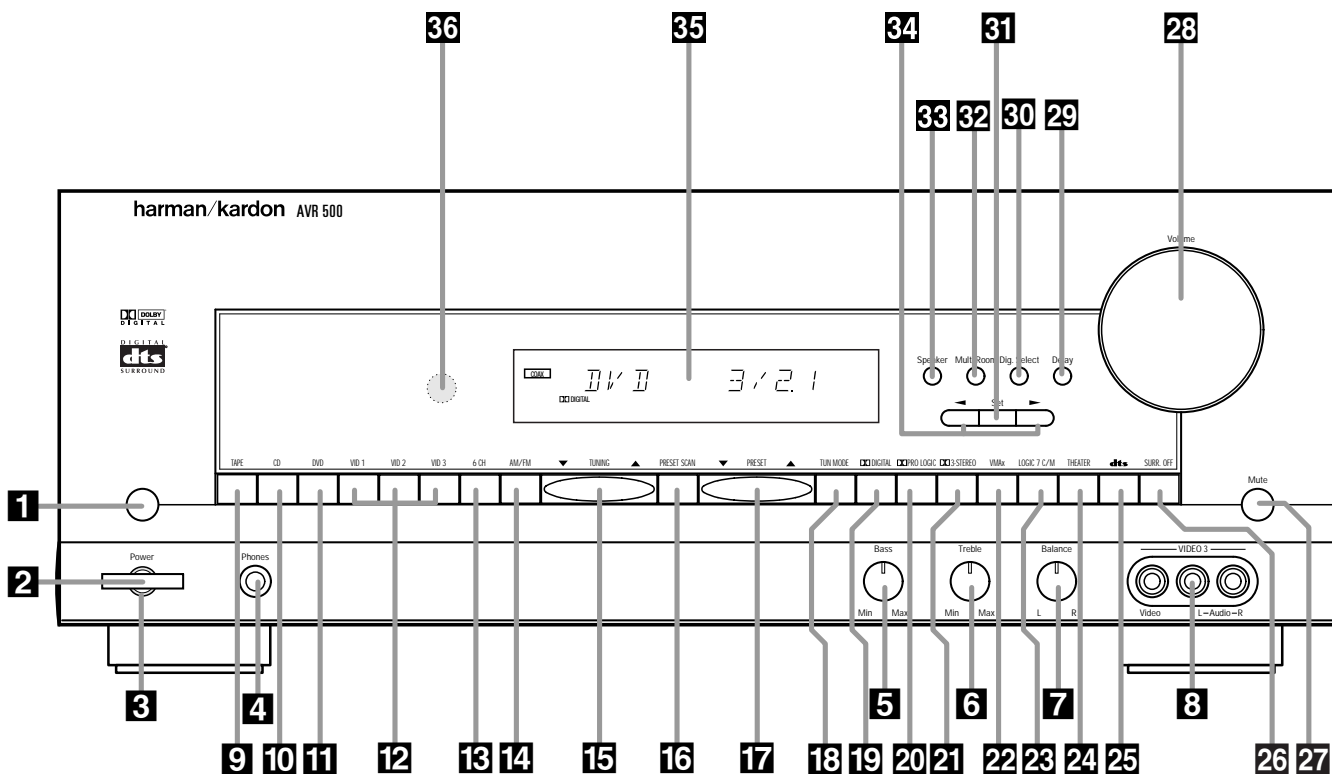 36 35 34 31 28
33 32 30 29
harman/kardon AVR 500
Volume
DOLBY
DIGITAL
DIGITAL
dts
SURROUND
Speaker Multi Room Dig. Select Delay
COAX DVD 3/2.1
DIGITAL
◄ Set ►
TAPE CD DVD VID 1 VID 2 VID 3 6 CH AM/FM ▼ TUNING ▲ PRESET SCAN ▼ PRESET ▲ TUN MODE DIGITAL PRO LOGIC 3-STEREO VMAx LOGIC 7 C/M THEATER dts SURR. OFF
Mute
1
Power Phones Bass Treble Balance VIDEO 3
2
Min Max Min Max L R Video L–Audio–R
3 4 5 6 7 8
9 10 11 12 13 14 15 16 17 18 19 20 21 22 23 24 25 26 27